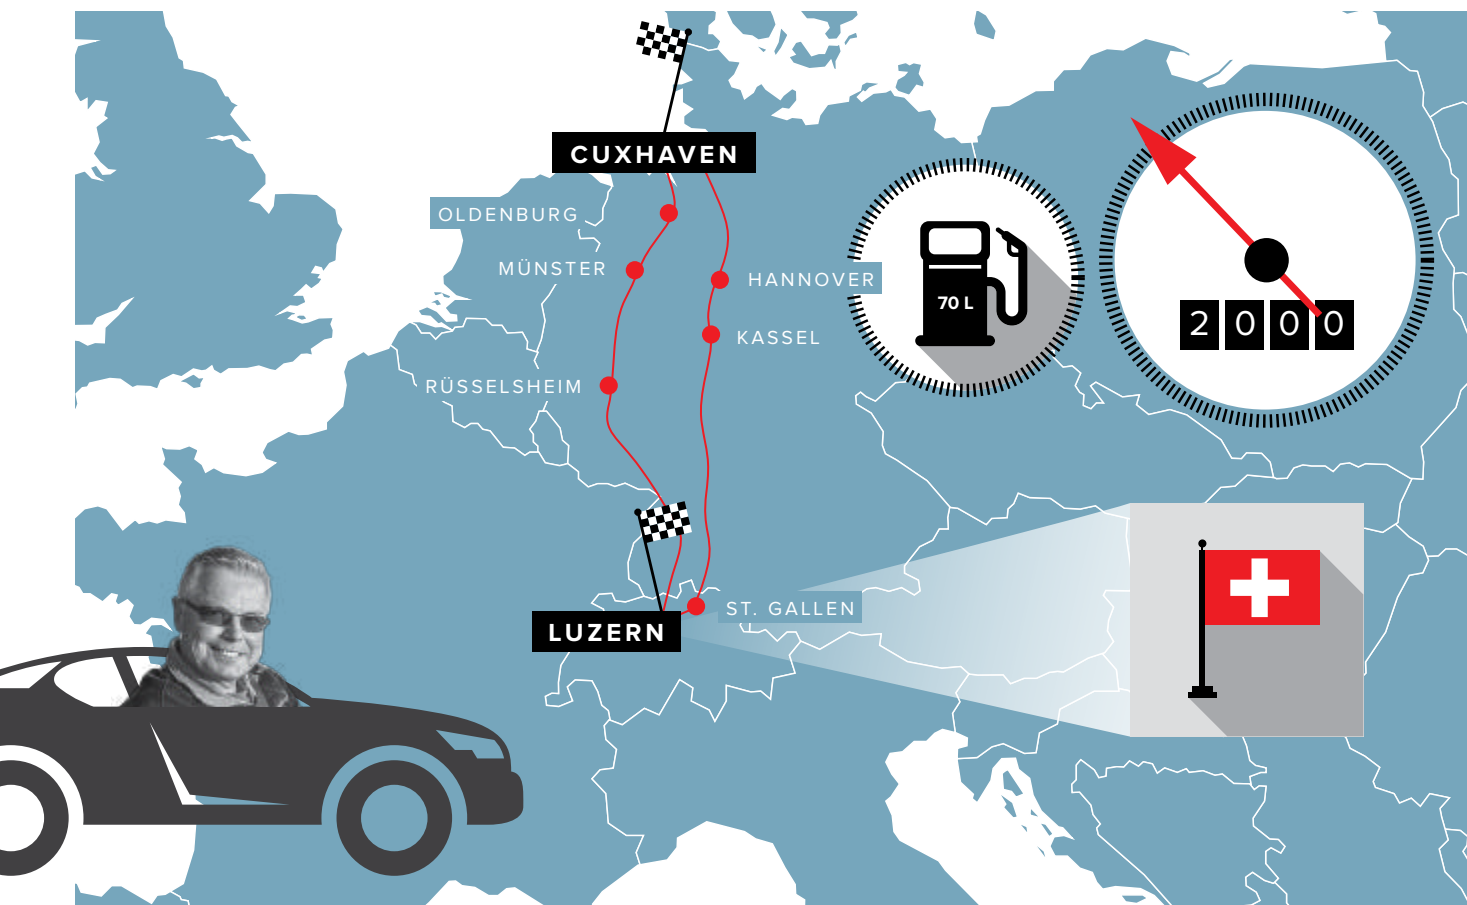 CUXHAVEN
OLDENBURG
MÜNSTER
HANNOVER
KASSEL
RÜSSELSHEIM
LUZERN
ST. GALLEN
70 L
2000